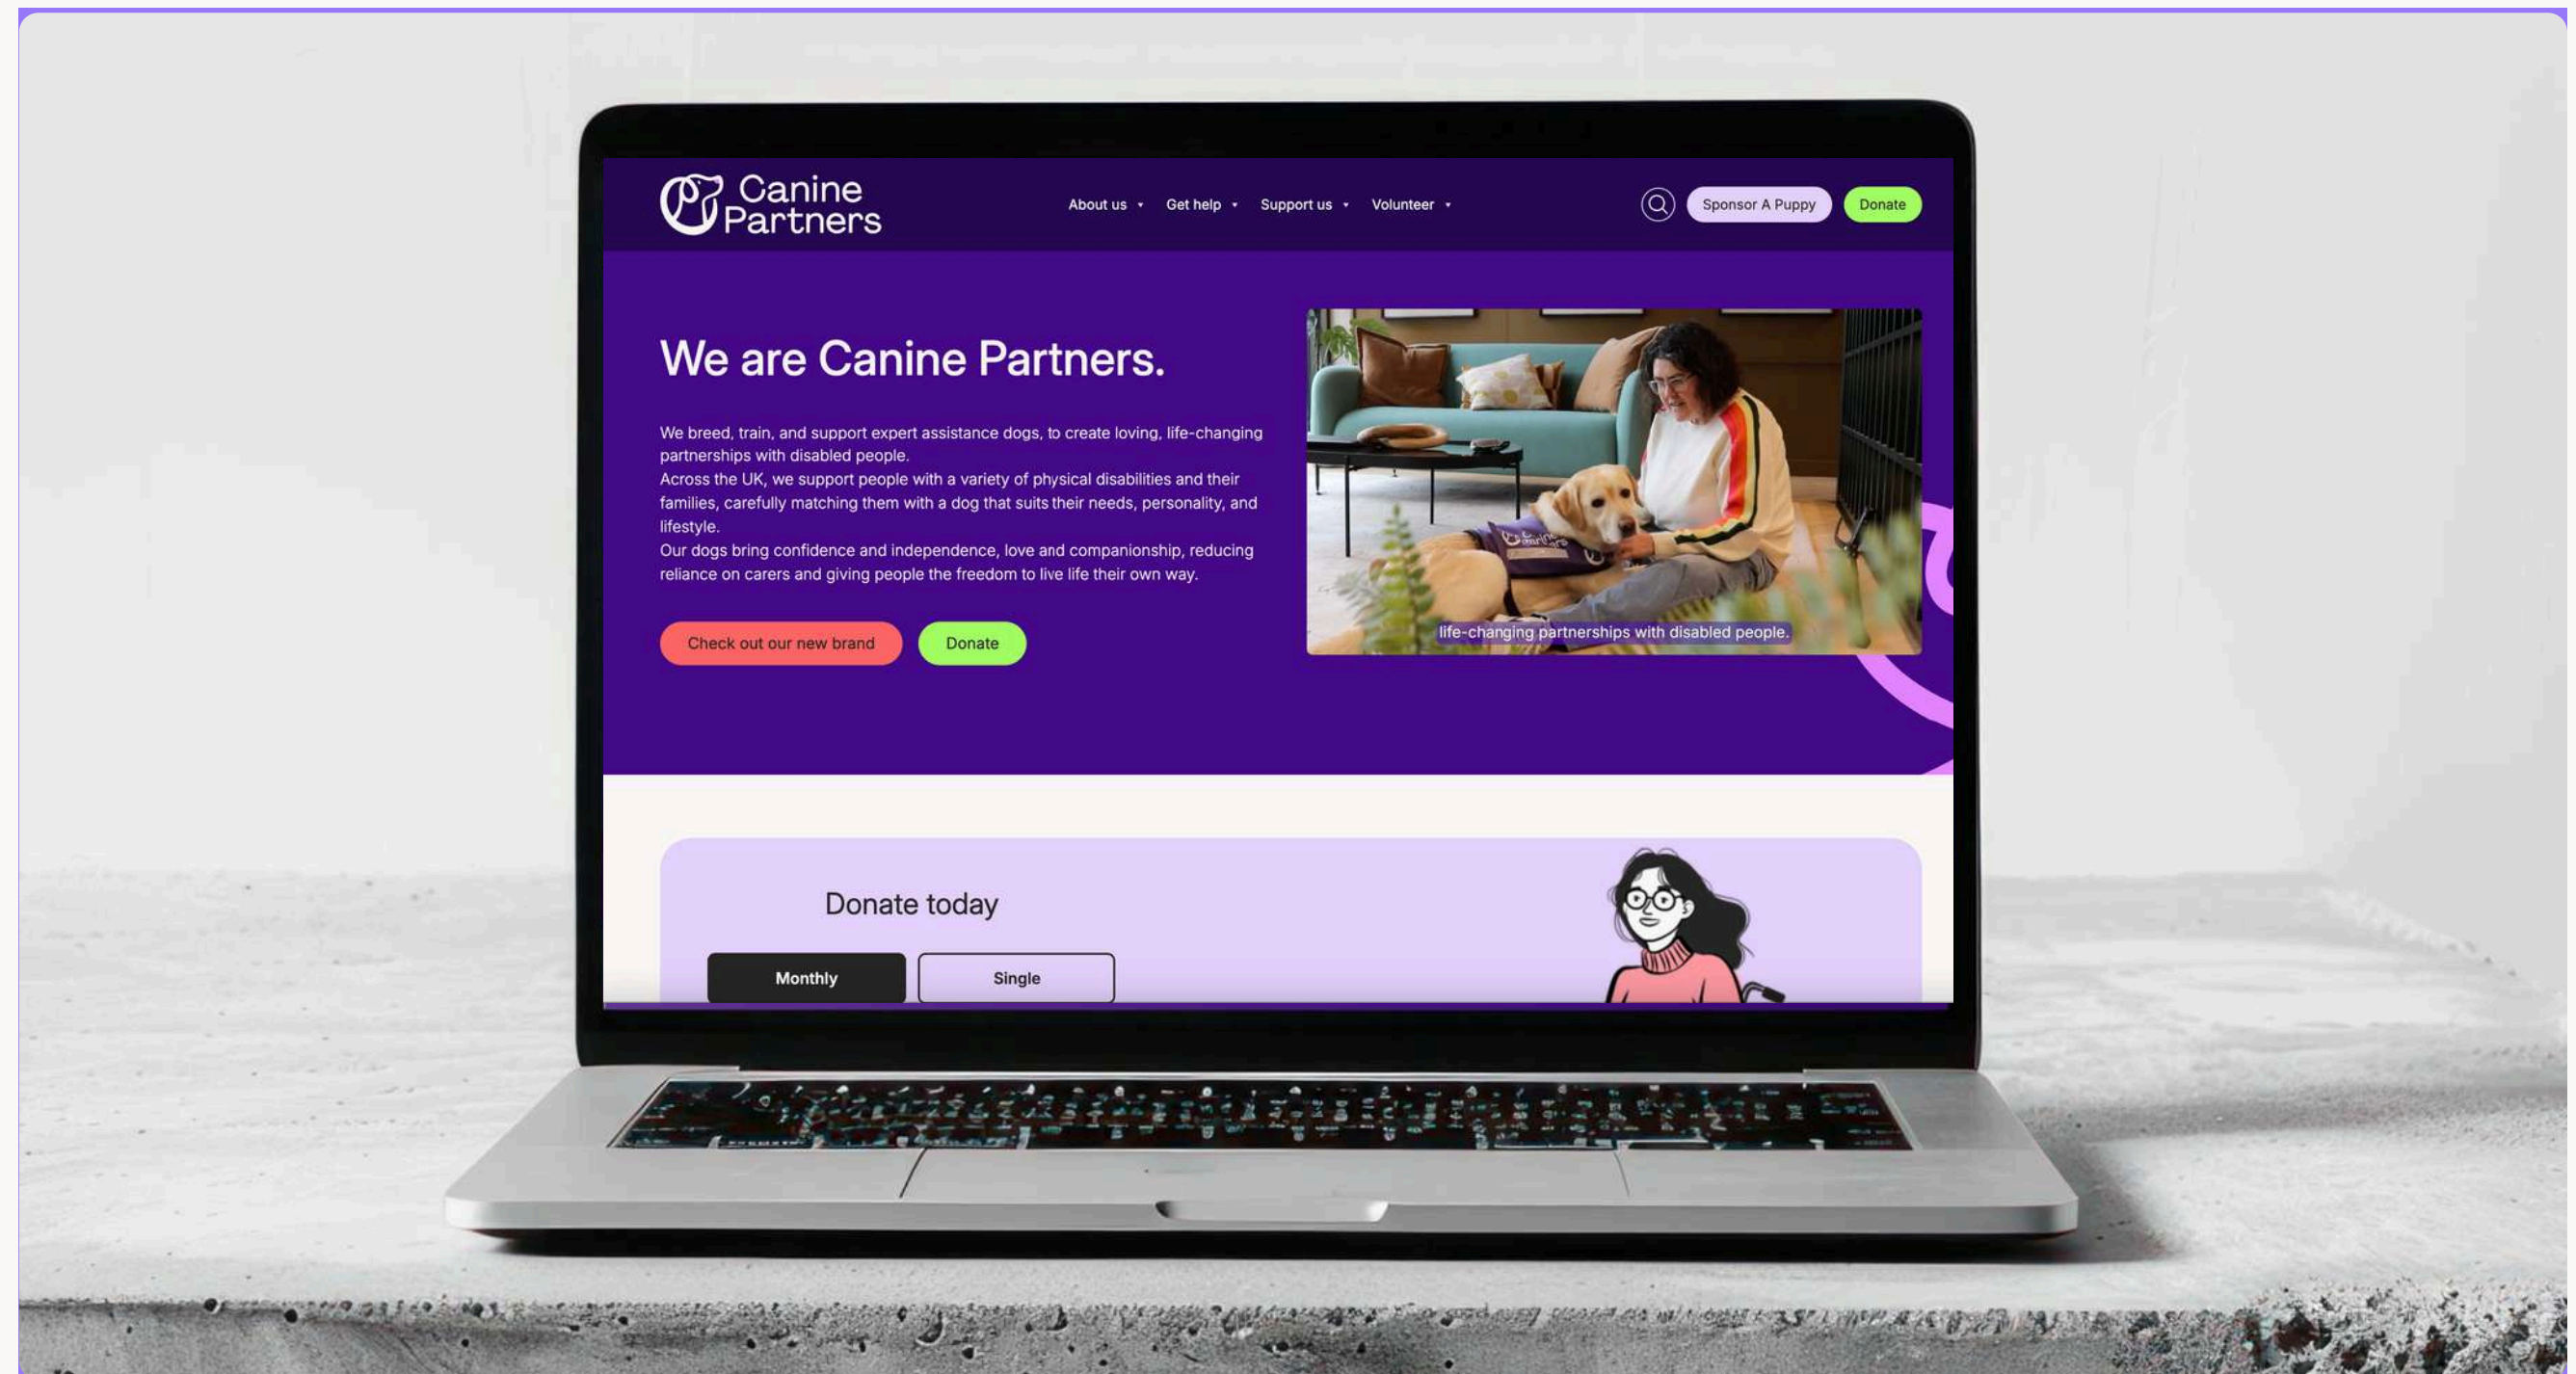 Canine
Partners
About us
Get help
Support us
Volunteer
Sponsor A Puppy
Donate
We are Canine Partners.
We breed, train, and support expert assistance dogs, to create loving, life-changing
partnerships with disabled people.
Across the UK, we support people with a variety of physical disabilities and their
families, carefully matching them with a dog that suits their needs, personality, and
lifestyle.
Our dogs bring confidence and independence, love and companionship, reducing
reliance on carers and giving people the freedom to live life their own way.
Check out our new brand
Donate
life-changing partnerships with disabled people.
Donate today
Monthly
Single